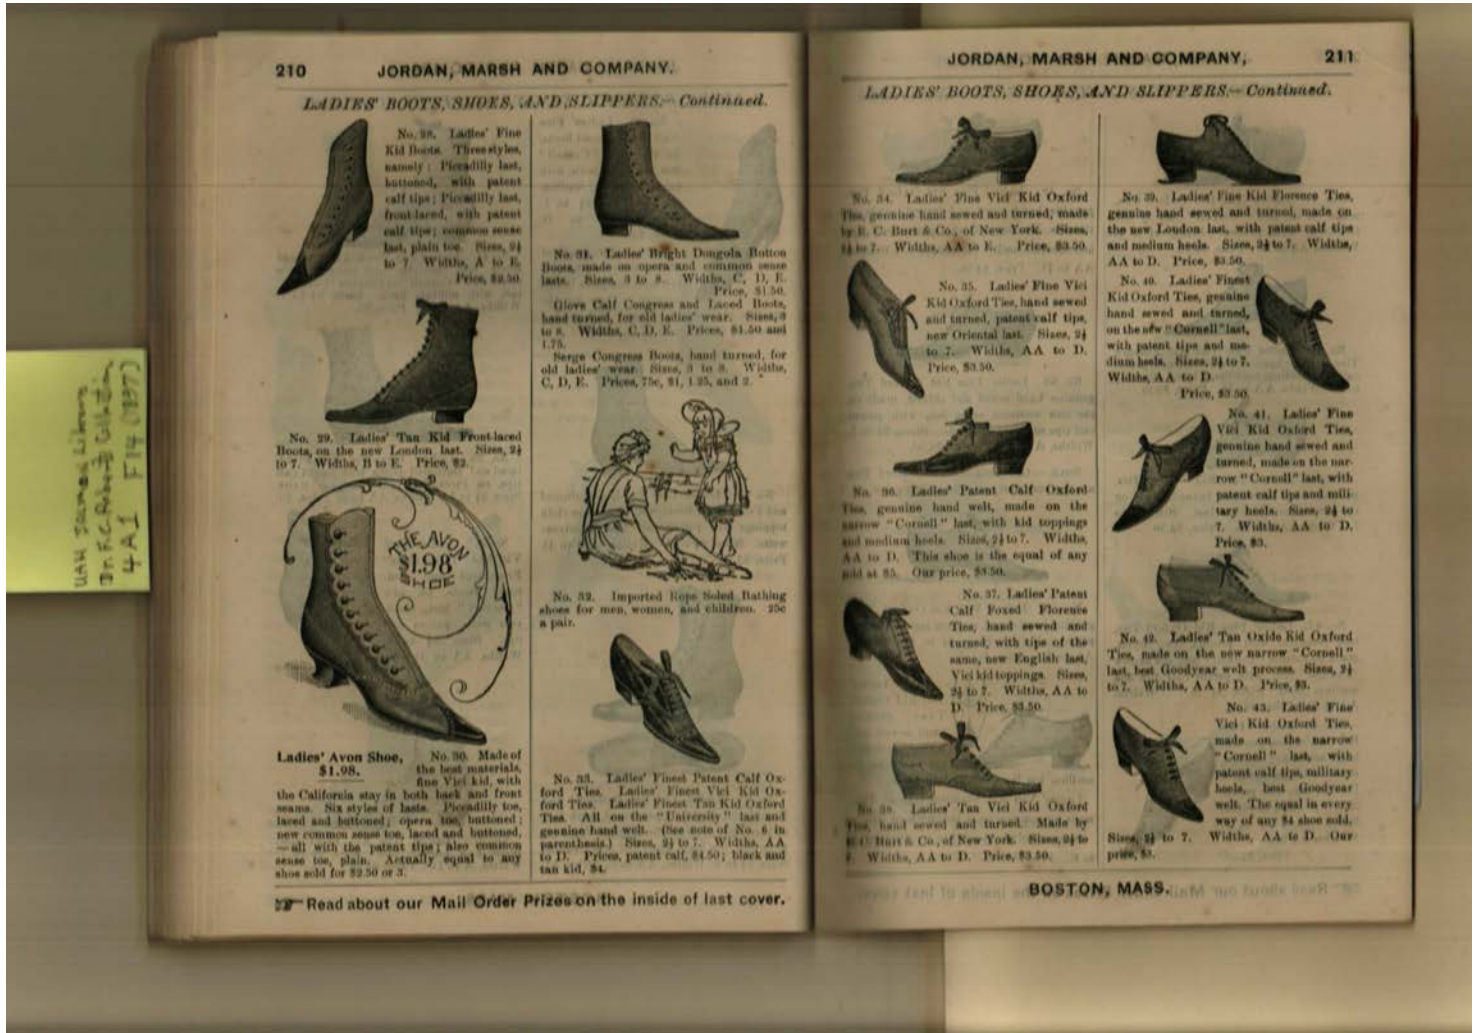 UAH Salmon Library
Dr. F.C. Roberts Collection
4A1 F14 (1897)
210 JORDAN, MARSH AND COMPANY.
LADIES' BOOTS, SHOES, AND SLIPPERS.—Continued.
No. 28. Ladies' Fine
Kid Boots. Three styles,
namely: Piccadilly last,
buttoned, with patent
calf tips; Piccadilly last,
front-laced, with patent
calf tips; common sense
last, plain toe. Sizes, 2½
to 7. Widths, A to E.
Price, $2.50.
No. 29. Ladies' Tan Kid Front-laced
Boots, on the new London last. Sizes, 2½
to 7. Widths, B to E. Price, $2.
THE AVON
$1.98
SHOE
Ladies' Avon Shoe, No. 30. Made of
$1.98. the best materials,
fine Vici kid, with
the California stay in both back and front
seams. Six styles of lasts. Piccadilly toe,
laced and buttoned; opera toe, buttoned;
new common sense toe, laced and buttoned,
—all with the patent tips; also common
sense toe, plain. Actually equal to any
shoe sold for $2.50 or 3.
No. 31. Ladies' Bright Dongola Button
Boots, made on opera and common sense
lasts. Sizes, 3 to 8. Widths, C, D, E.
Price, $1.50.
Glove Calf Congress and Laced Boots,
hand turned, for old ladies' wear. Sizes, 3
to 8. Widths, C, D, E. Prices, $1.50 and
1.75.
Serge Congress Boots, hand turned, for
old ladies' wear. Sizes, 3 to 8. Widths,
C, D, E. Prices, 75c, $1, 1.25, and 2.
No. 32. Imported Rope Soled Bathing
shoes for men, women, and children. 25c
a pair.
No. 33. Ladies' Finest Patent Calf Ox-
ford Ties. Ladies' Finest Vici Kid Ox-
ford Ties. Ladies' Finest Tan Kid Oxford
Ties. All on the "University" last and
genuine hand welt. (See note of No. 6 in
parenthesis.) Sizes, 2½ to 7. Widths, AA
to D. Prices, patent calf, $4.50; black and
tan kid, $4.
Read about our Mail Order Prizes on the inside of last cover.
JORDAN, MARSH AND COMPANY, 211
LADIES' BOOTS, SHOES, AND SLIPPERS.—Continued.
No. 34. Ladies' Fine Vici Kid Oxford
Ties, genuine hand sewed and turned, made
by E. C. Burt & Co., of New York. Sizes,
2½ to 7. Widths, AA to E. Price, $3.50.
No. 35. Ladies' Fine Vici
Kid Oxford Ties, hand sewed
and turned, patent calf tips,
new Oriental last. Sizes, 2½
to 7. Widths, AA to D.
Price, $3.50.
No. 36. Ladies' Patent Calf Oxford
Ties, genuine hand welt, made on the
narrow "Cornell" last, with kid toppings
and medium heels. Sizes, 2½ to 7. Widths,
AA to D. This shoe is the equal of any
sold at $5. Our price, $3.50.
No. 37. Ladies' Patent
Calf Foxed Florence
Ties, hand sewed and
turned, with tips of the
same, new English last,
Vici kid toppings. Sizes,
2½ to 7. Widths, AA to
D. Price, $3.50.
Ladies' Tan Vici Kid Oxford
Ties, hand sewed and turned. Made by
E. C. Burt & Co., of New York. Sizes, 2½ to
7. Widths, AA to D. Price, $3.50.
No. 39. Ladies' Fine Kid Florence Ties,
genuine hand sewed and turned, made on
the new London last, with patent calf tips
and medium heels. Sizes, 2½ to 7. Widths,
AA to D. Price, $3.50.
No. 40. Ladies' Finest
Kid Oxford Ties, genuine
hand sewed and turned,
on the new "Cornell" last,
with patent tips and me-
dium heels. Sizes, 2½ to 7.
Widths, AA to D.
Price, $3.50.
No. 41. Ladies' Fine
Vici Kid Oxford Ties,
genuine hand sewed and
turned, made on the nar-
row "Cornell" last, with
patent calf tips and mili-
tary heels. Sizes, 2½ to
7. Widths, AA to D.
Price, $3.
No. 42. Ladies' Tan Oxide Kid Oxford
Ties, made on the new narrow "Cornell"
last, best Goodyear welt process. Sizes, 2½
to 7. Widths, AA to D. Price, $3.
No. 43. Ladies' Fine
Vici Kid Oxford Ties,
made on the narrow
"Cornell" last, with
patent calf tips, military
heels, best Goodyear
welt. The equal in every
way of any $4 shoe sold.
Sizes, 2½ to 7. Widths, AA to D. Our
price, $3.
BOSTON, MASS.